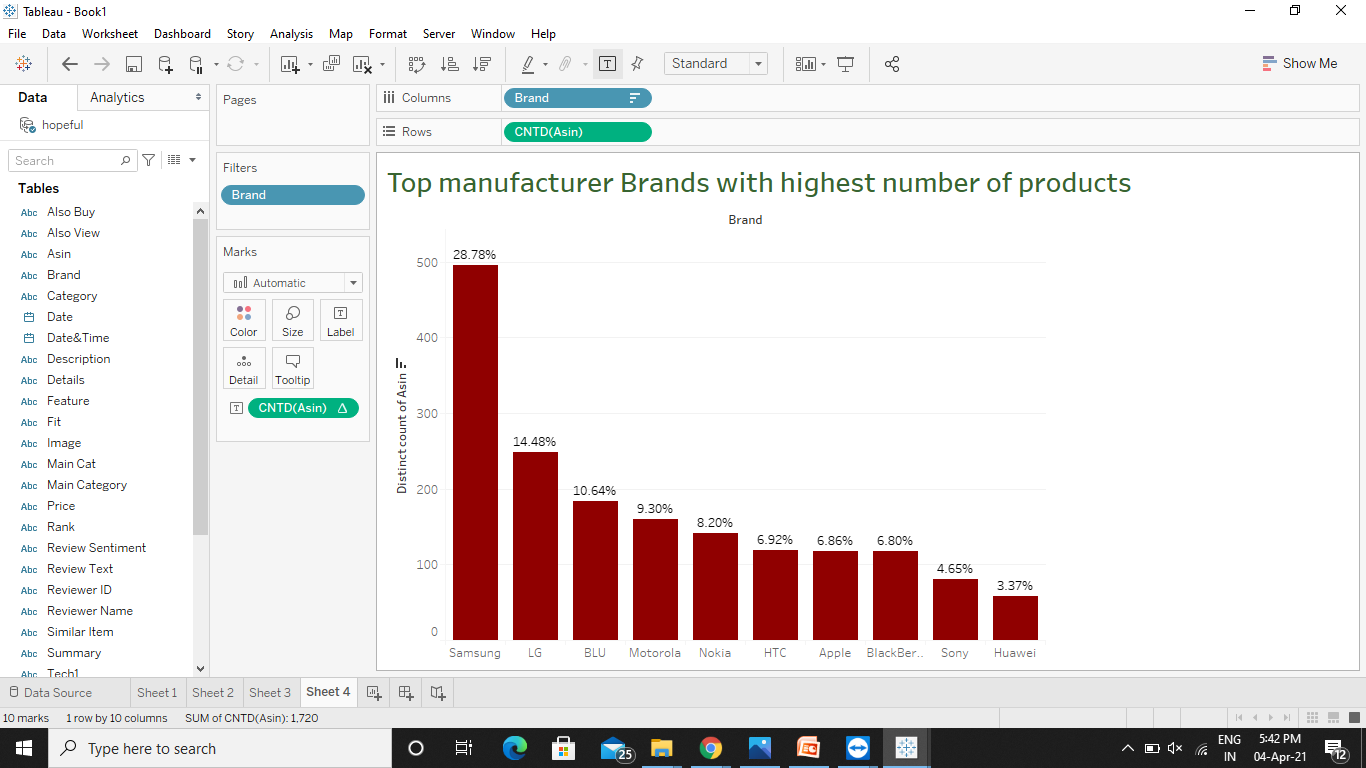 Tableau - Book1
File Data Worksheet Dashboard Story Analysis Map Format Server Window Help
Standard
Show Me
Data Analytics
hopeful
Search
Tables
Abc Also Buy
Abc Also View
Abc Asin
Abc Brand
Abc Category
Date
Date&Time
Abc Description
Abc Details
Abc Feature
Abc Fit
Abc Image
Abc Main Cat
Abc Main Category
Abc Price
Abc Rank
Abc Review Sentiment
Abc Review Text
Abc Reviewer ID
Abc Reviewer Name
Abc Similar Item
Abc Summary
Abc Tech1
Pages
Filters
Brand
Marks
Automatic
Color Size Label
Detail Tooltip
CNTD(Asin)
Columns Brand
Rows CNTD(Asin)
Top manufacturer Brands with highest number of products
Brand
Distinct count of Asin
500
400
300
200
100
0
28.78%
14.48%
10.64%
9.30%
8.20%
6.92%
6.86%
6.80%
4.65%
3.37%
Samsung LG BLU Motorola Nokia HTC Apple BlackBer.. Sony Huawei
Data Source Sheet 1 Sheet 2 Sheet 3 Sheet 4
10 marks 1 row by 10 columns SUM of CNTD(Asin): 1,720
Type here to search
25
ENG
IN
5:42 PM
04-Apr-21
12